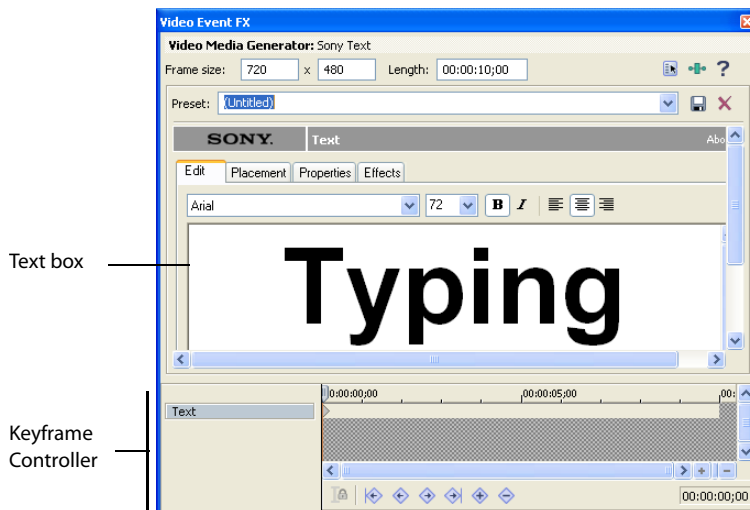 Video Event FX
Video Media Generator: Sony Text
Frame size: 720 x 480 Length: 00:00:10;00 ?
Preset: (Untitled)
SONY. Text Abo
Edit Placement Properties Effects
Arial 72 B I
Text box
Typing
0:00:00;00 00:00:05;00 00:
Text
Keyframe
Controller
00:00:00;00